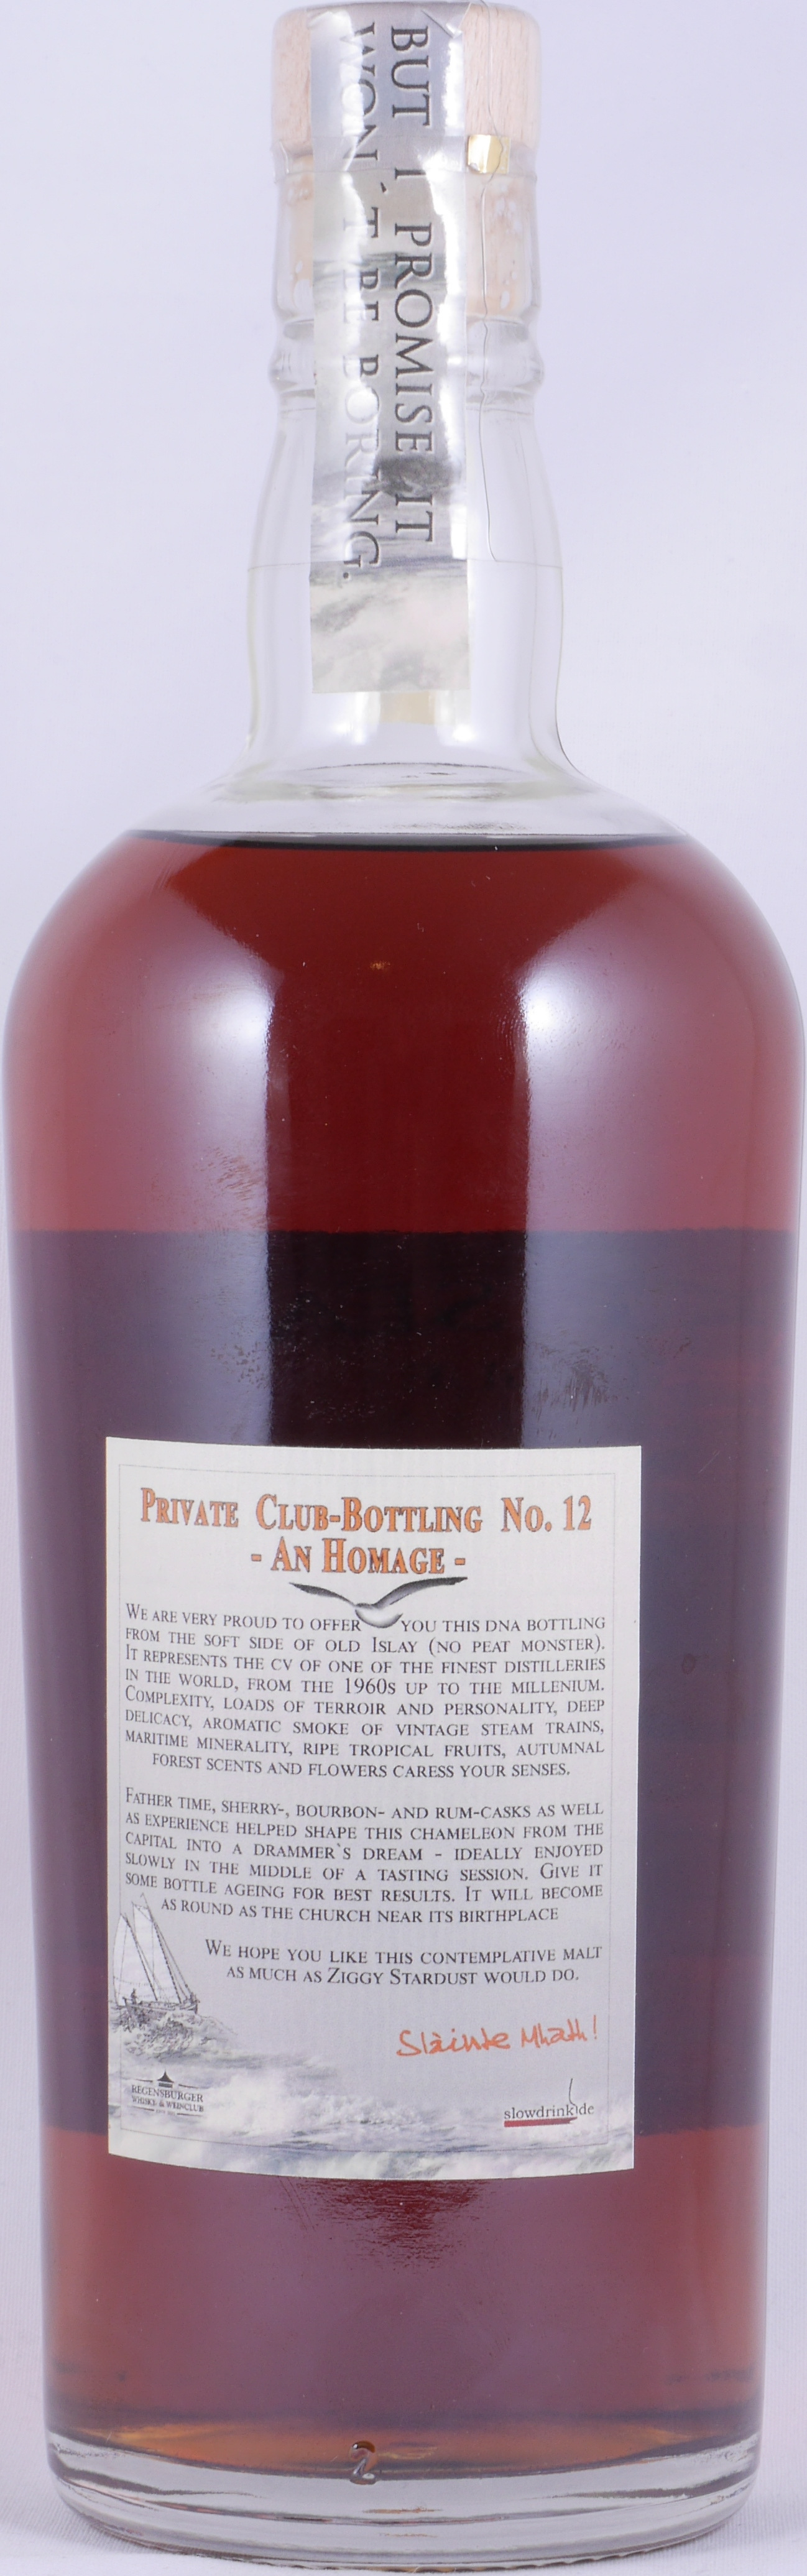 BUT I PROMISE IT
WON`T BE BORING.
PRIVATE CLUB-BOTTLING NO. 12
- AN HOMAGE -
WE ARE VERY PROUD TO OFFER YOU THIS DNA BOTTLING
FROM THE SOFT SIDE OF OLD ISLAY (NO PEAT MONSTER).
IT REPRESENTS THE CV OF ONE OF THE FINEST DISTILLERIES
IN THE WORLD, FROM THE 1960S UP TO THE MILLENIUM.
COMPLEXITY, LOADS OF TERROIR AND PERSONALITY, DEEP
DELICACY, AROMATIC SMOKE OF VINTAGE STEAM TRAINS,
MARITIME MINERALITY, RIPE TROPICAL FRUITS, AUTUMNAL
FOREST SCENTS AND FLOWERS CARESS YOUR SENSES.
FATHER TIME, SHERRY-, BOURBON- AND RUM-CASKS AS WELL
AS EXPERIENCE HELPED SHAPE THIS CHAMELEON FROM THE
CAPITAL INTO A DRAMMER`S DREAM - IDEALLY ENJOYED
SLOWLY IN THE MIDDLE OF A TASTING SESSION. GIVE IT
SOME BOTTLE AGEING FOR BEST RESULTS. IT WILL BECOME
AS ROUND AS THE CHURCH NEAR ITS BIRTHPLACE
WE HOPE YOU LIKE THIS CONTEMPLATIVE MALT
AS MUCH AS ZIGGY STARDUST WOULD DO.
Slàinte Mhath!
REGENSBURGER
WHISKY- & WEINCLUB
slowdrink.de
2